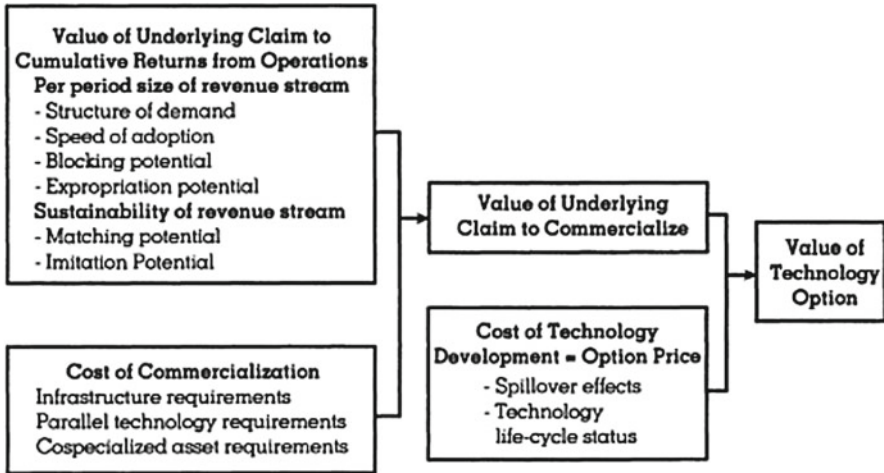 Value of Underlying Claim to
Cumulative Returns from Operations
Per period size of revenue stream
- Structure of demand
- Speed of adoption
- Blocking potential
- Expropriation potential
Sustainability of revenue stream
- Matching potential
- Imitation Potential
Cost of Commercialization
Infrastructure requirements
Parallel technology requirements
Cospecialized asset requirements
Value of Underlying
Claim to Commercialize
Cost of Technology
Development = Option Price
- Spillover effects
- Technology
life-cycle status
Value of
Technology
Option